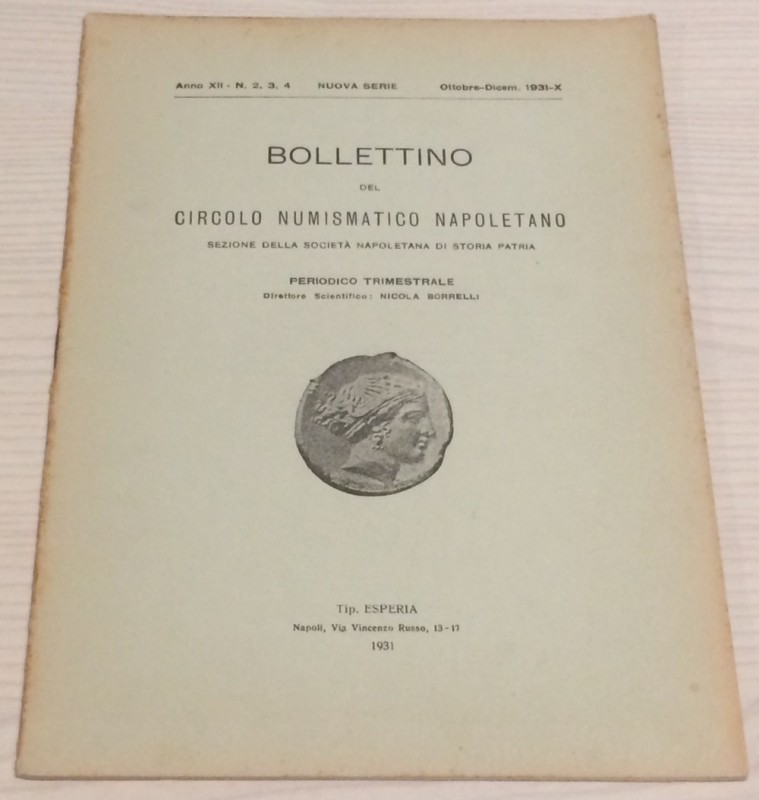 Anno XII - N. 2, 3, 4 NUOVA SERIE Ottobre-Dicem. 1931-X
BOLLETTINO
DEL
CIRCOLO NUMISMATICO NAPOLETANO
SEZIONE DELLA SOCIETÀ NAPOLETANA DI STORIA PATRIA
PERIODICO TRIMESTRALE
Direttore Scientifico: NICOLA BORRELLI
Tip. ESPERIA
Napoli, Via Vincenzo Russo, 13-17
1931